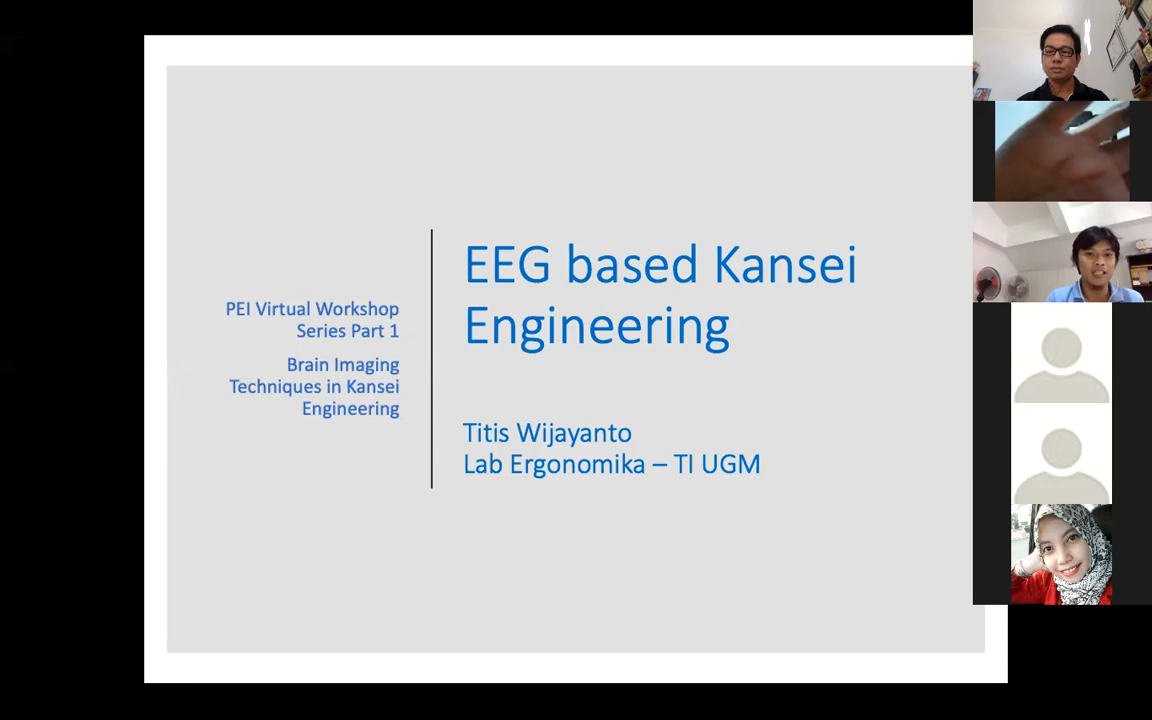 PEI Virtual Workshop
Series Part 1
Brain Imaging
Techniques in Kansei
Engineering
EEG based Kansei
Engineering
Titis Wijayanto
Lab Ergonomika – TI UGM